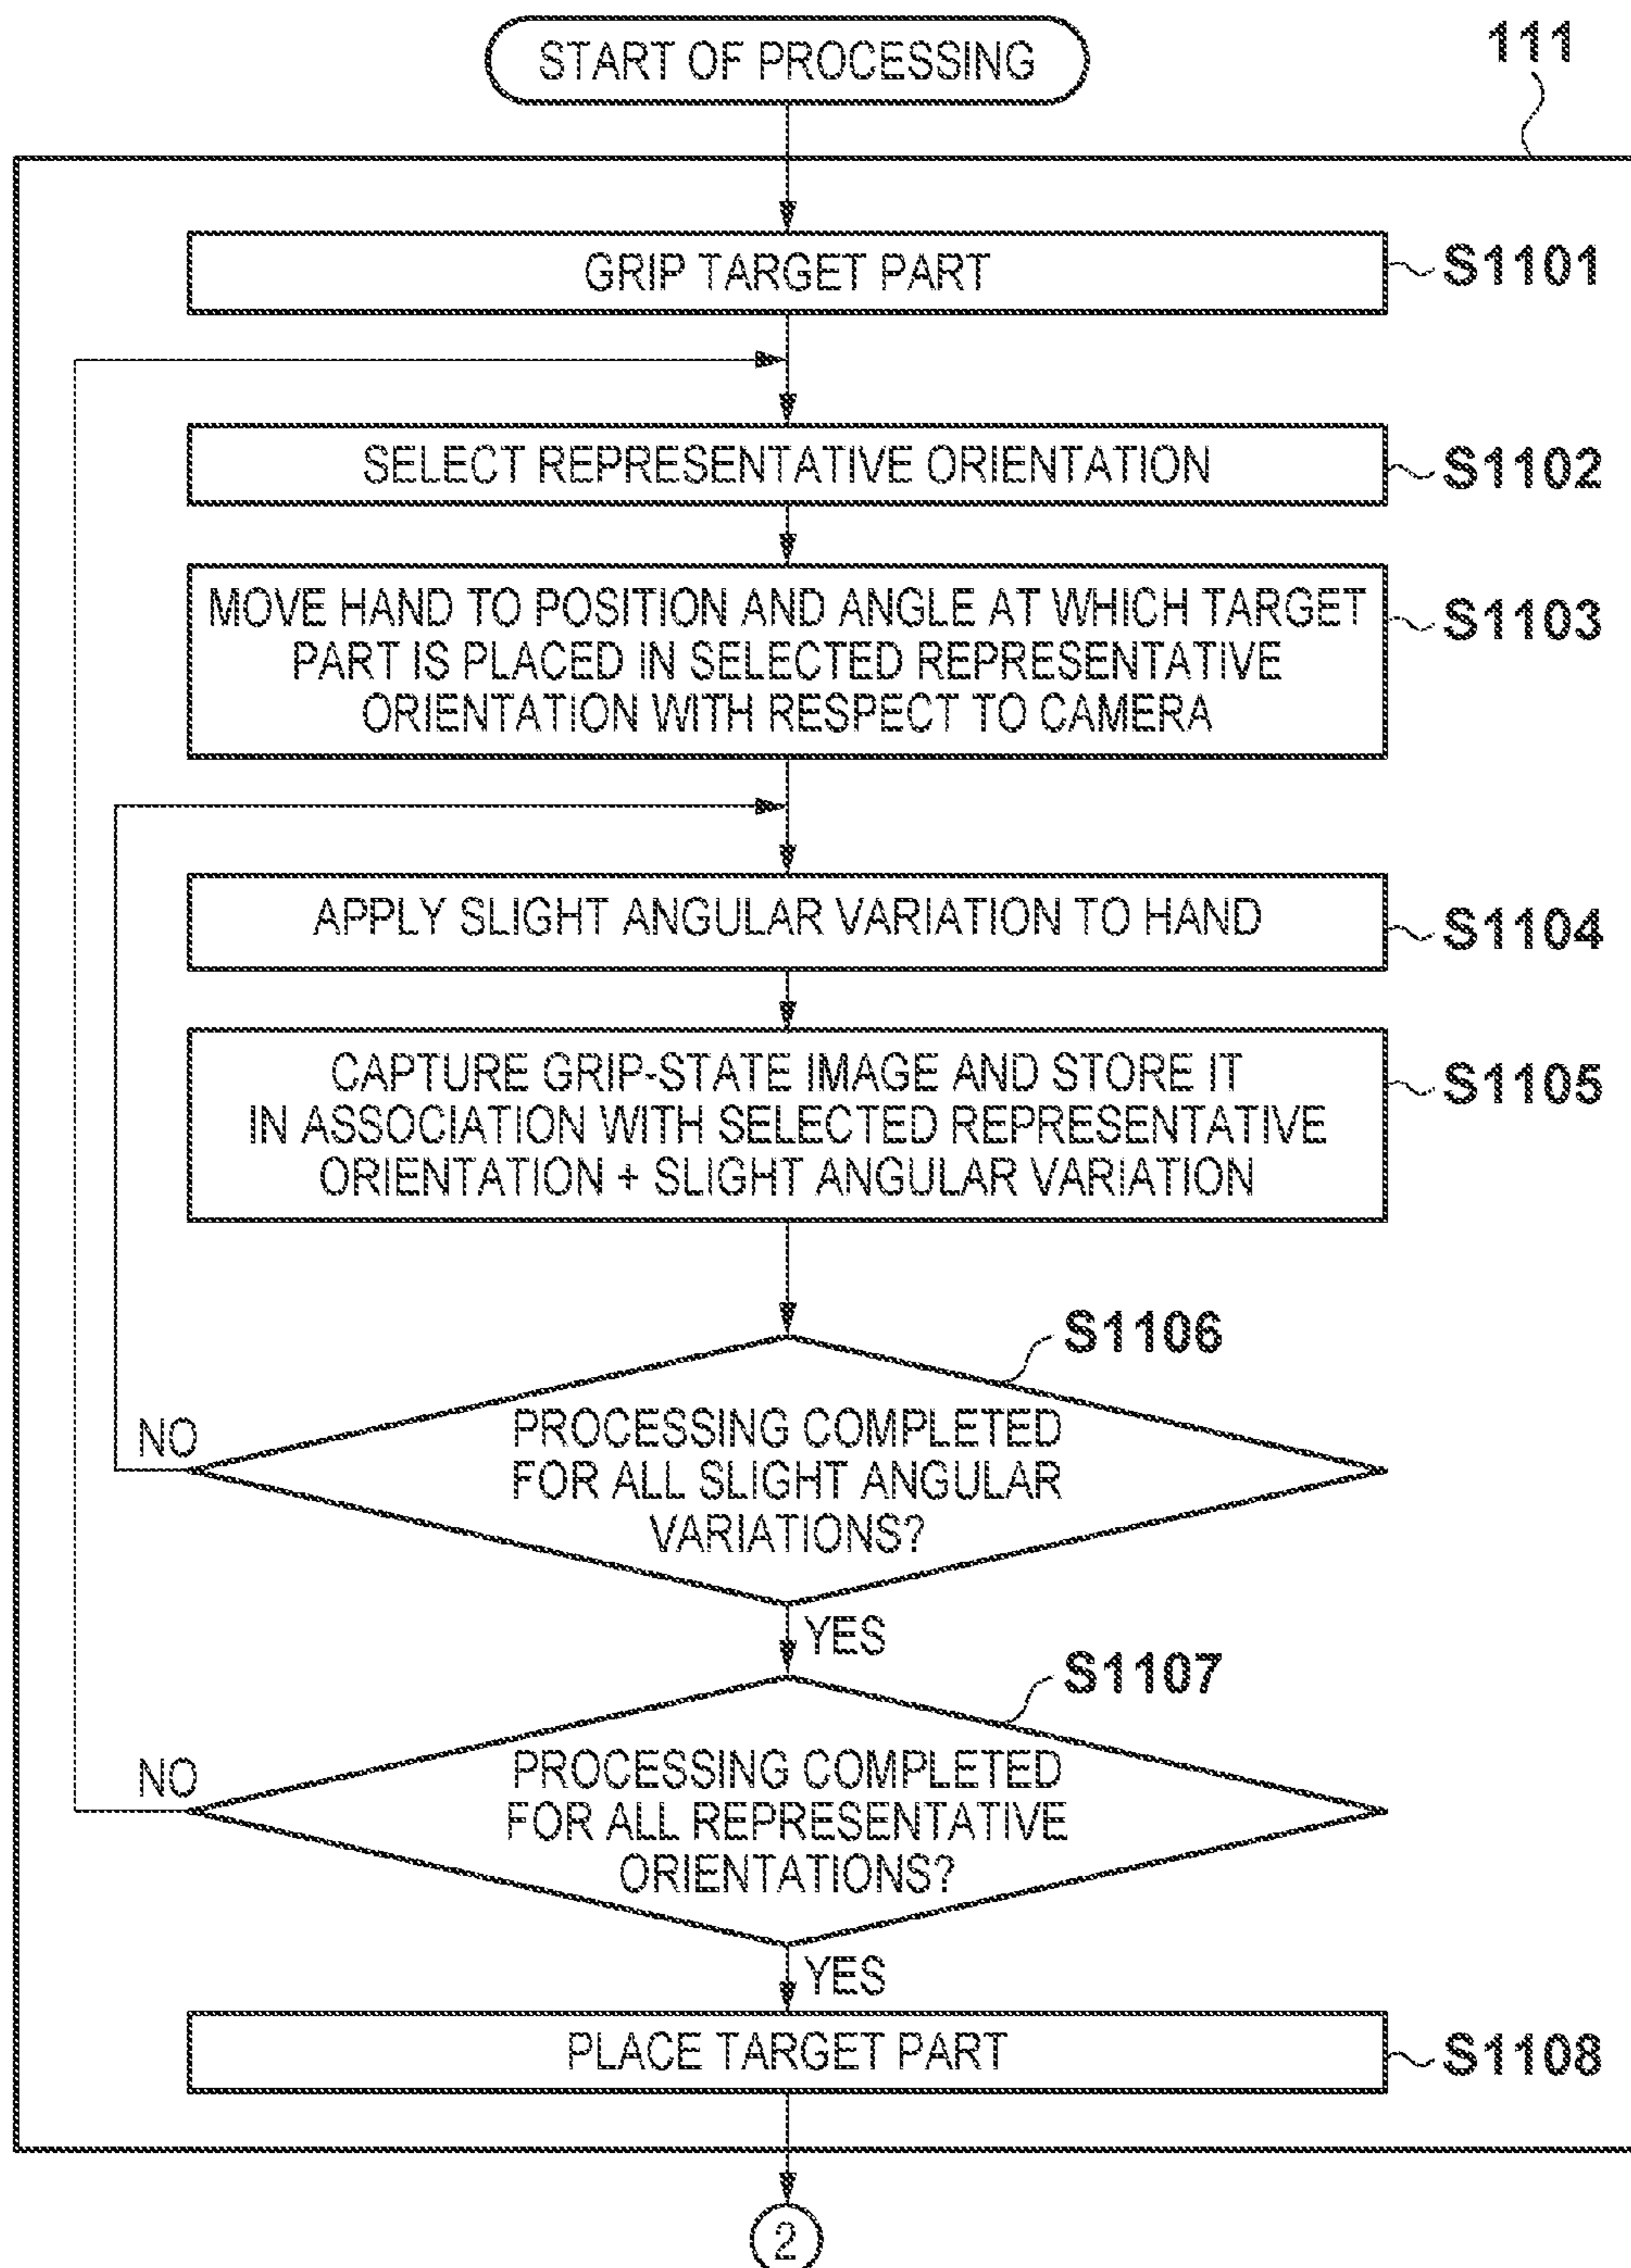 START OF PROCESSING
111
GRIP TARGET PART
S1101
SELECT REPRESENTATIVE ORIENTATION
S1102
MOVE HAND TO POSITION AND ANGLE AT WHICH TARGET
PART IS PLACED IN SELECTED REPRESENTATIVE
ORIENTATION WITH RESPECT TO CAMERA
S1103
APPLY SLIGHT ANGULAR VARIATION TO HAND
S1104
CAPTURE GRIP-STATE IMAGE AND STORE IT
IN ASSOCIATION WITH SELECTED REPRESENTATIVE
ORIENTATION + SLIGHT ANGULAR VARIATION
S1105
S1106
PROCESSING COMPLETED
FOR ALL SLIGHT ANGULAR
VARIATIONS?
NO
YES
S1107
PROCESSING COMPLETED
FOR ALL REPRESENTATIVE
ORIENTATIONS?
NO
YES
PLACE TARGET PART
S1108
2